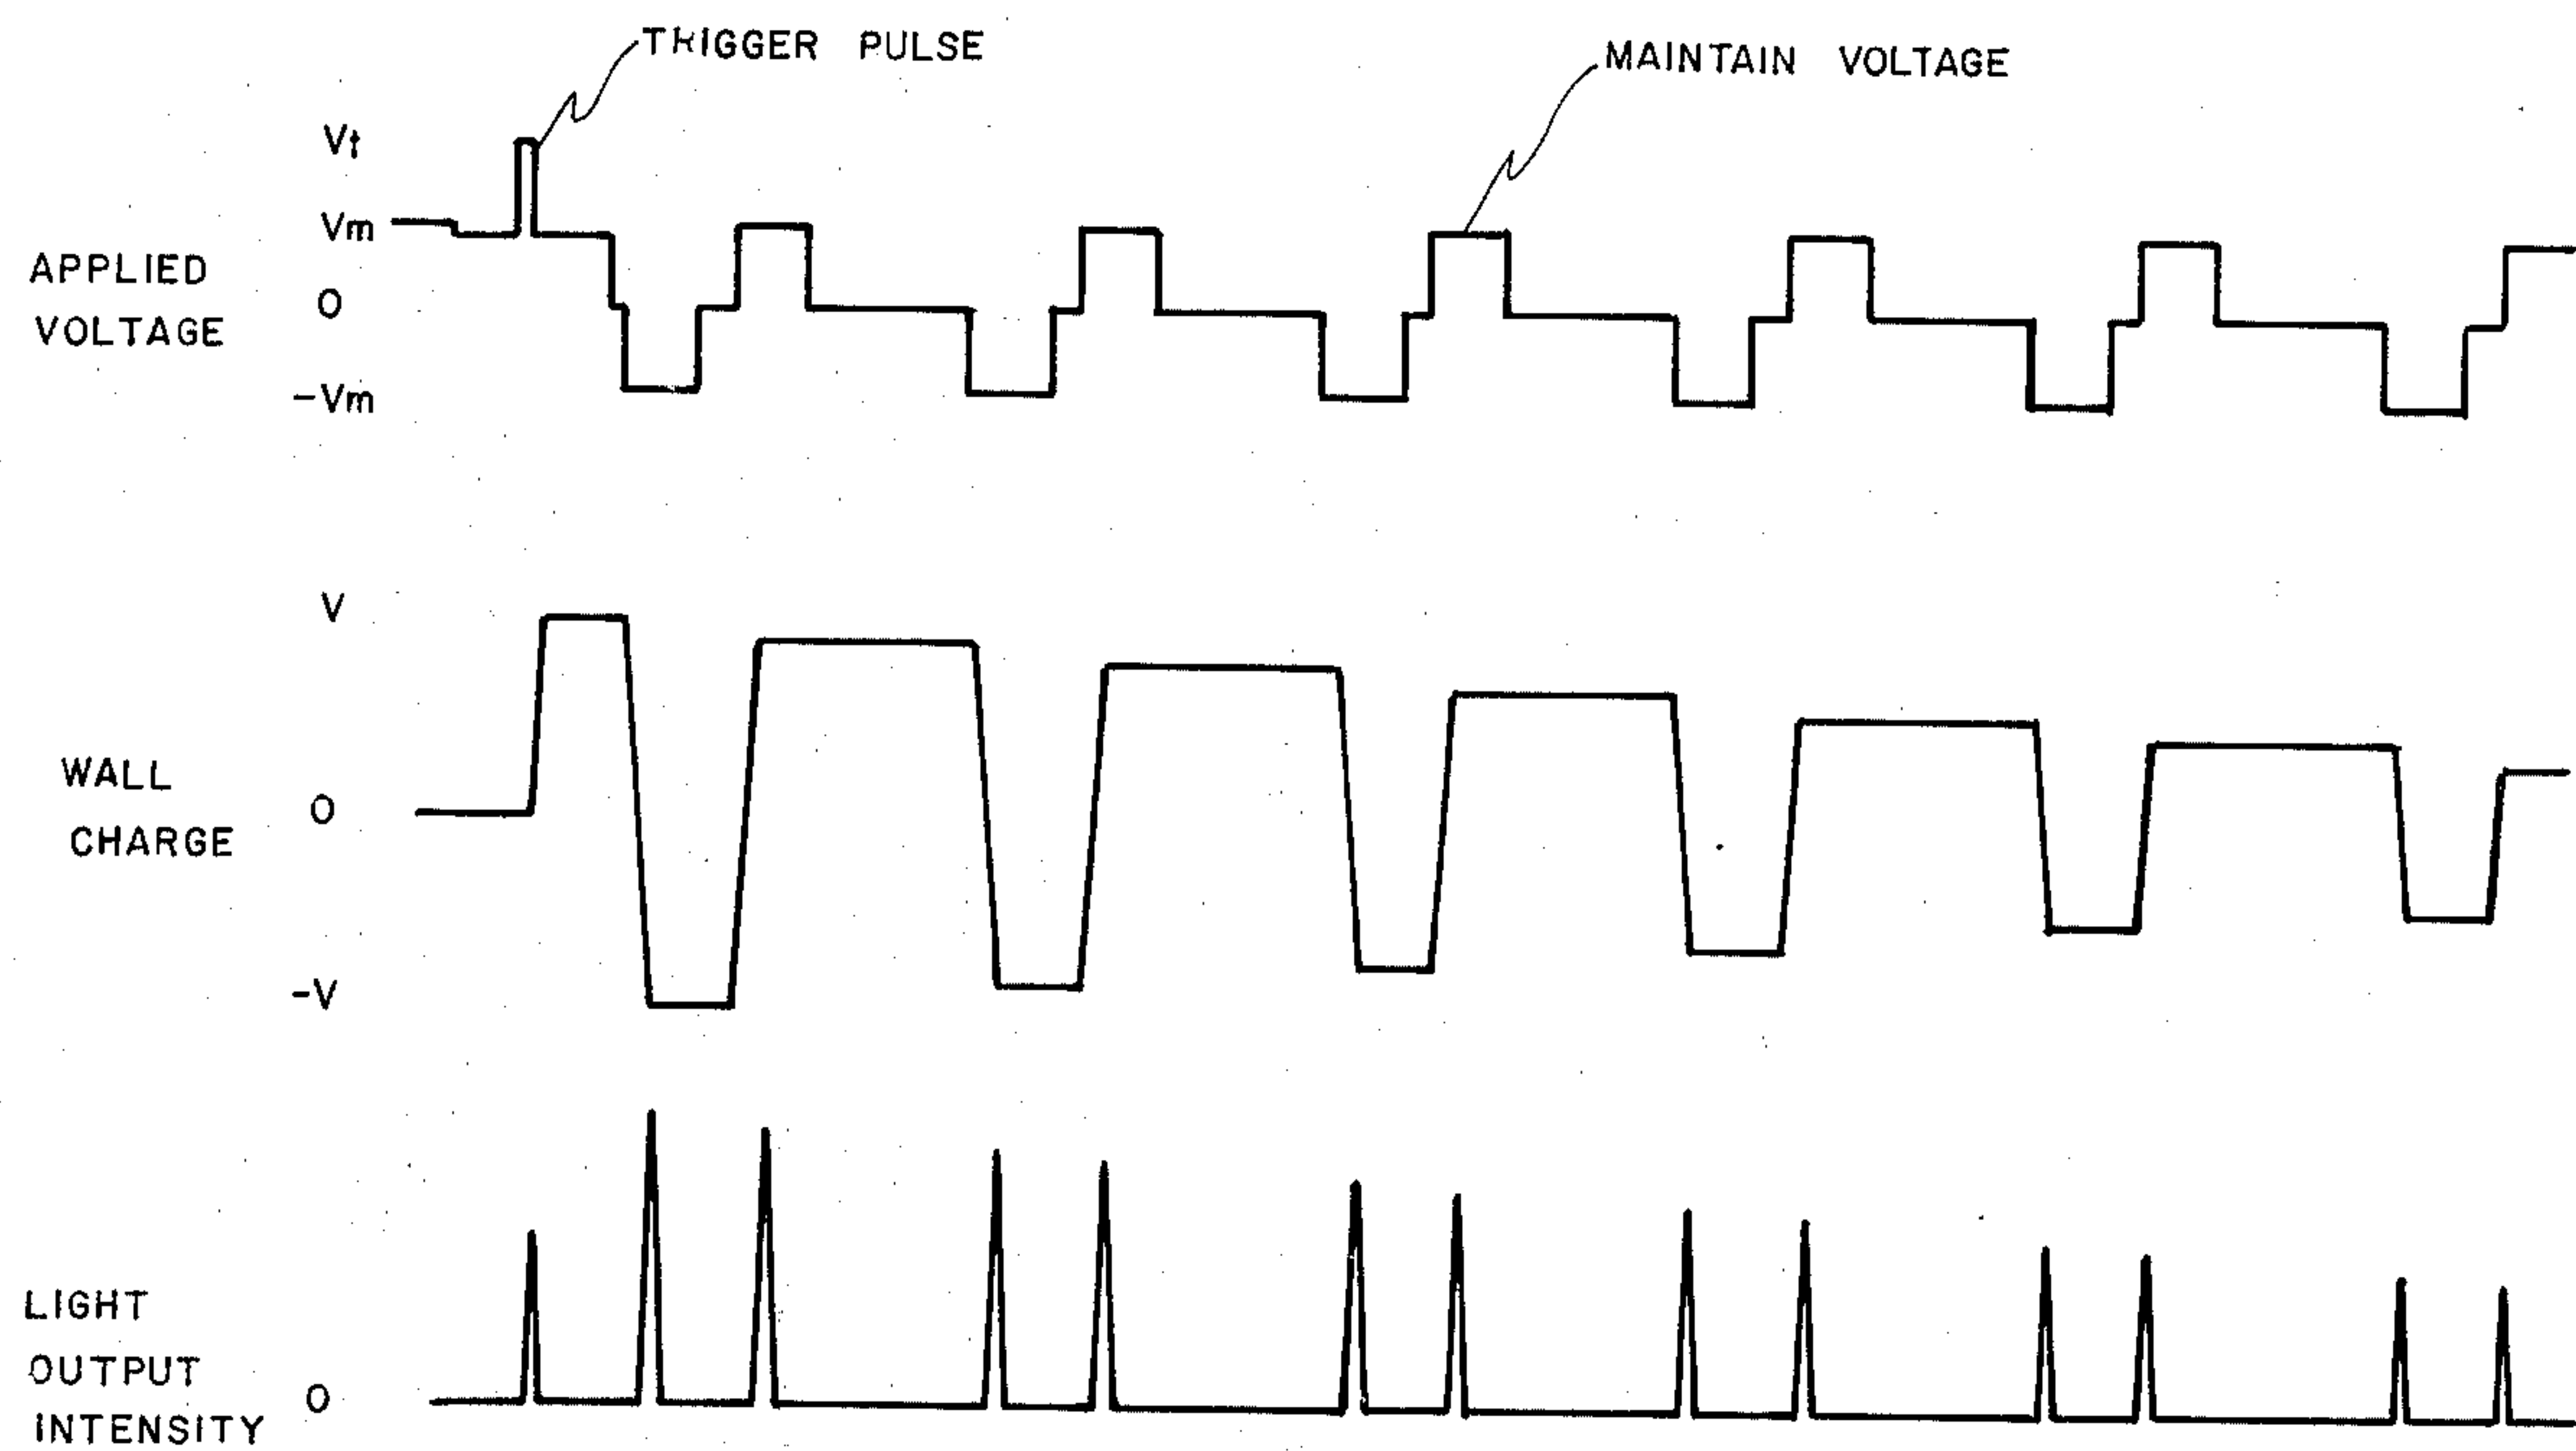 TRIGGER PULSE
MAINTAIN VOLTAGE
Vt
Vm
APPLIED
VOLTAGE
0
-Vm
V
WALL
CHARGE
0
-V
LIGHT
OUTPUT
INTENSITY
0